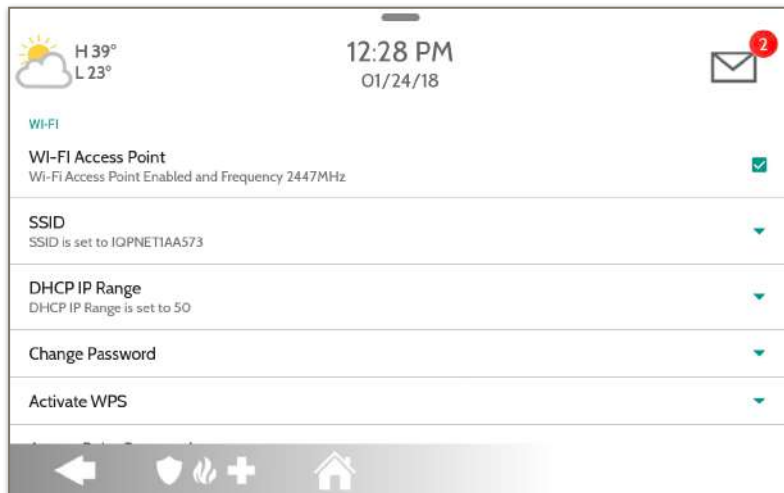 H 39°
L 23°
12:28 PM
01/24/18
2
WI-FI
WI-FI Access Point
Wi-Fi Access Point Enabled and Frequency 2447MHz
SSID
SSID is set to IQPNET1AA573
DHCP IP Range
DHCP IP Range is set to 50
Change Password
Activate WPS